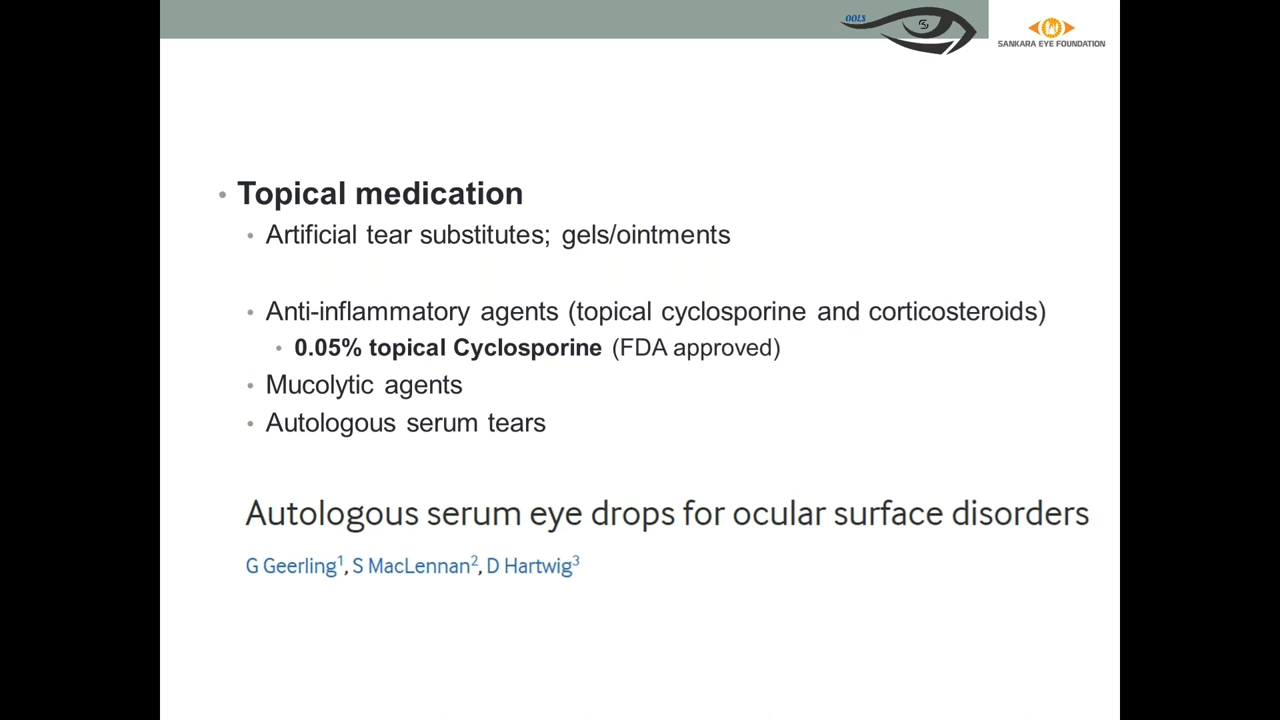 OOLS
SANKARA EYE FOUNDATION
• Topical medication
• Artificial tear substitutes; gels/ointments
• Anti-inflammatory agents (topical cyclosporine and corticosteroids)
• 0.05% topical Cyclosporine (FDA approved)
• Mucolytic agents
• Autologous serum tears
Autologous serum eye drops for ocular surface disorders
G Geerling¹, S MacLennan², D Hartwig³